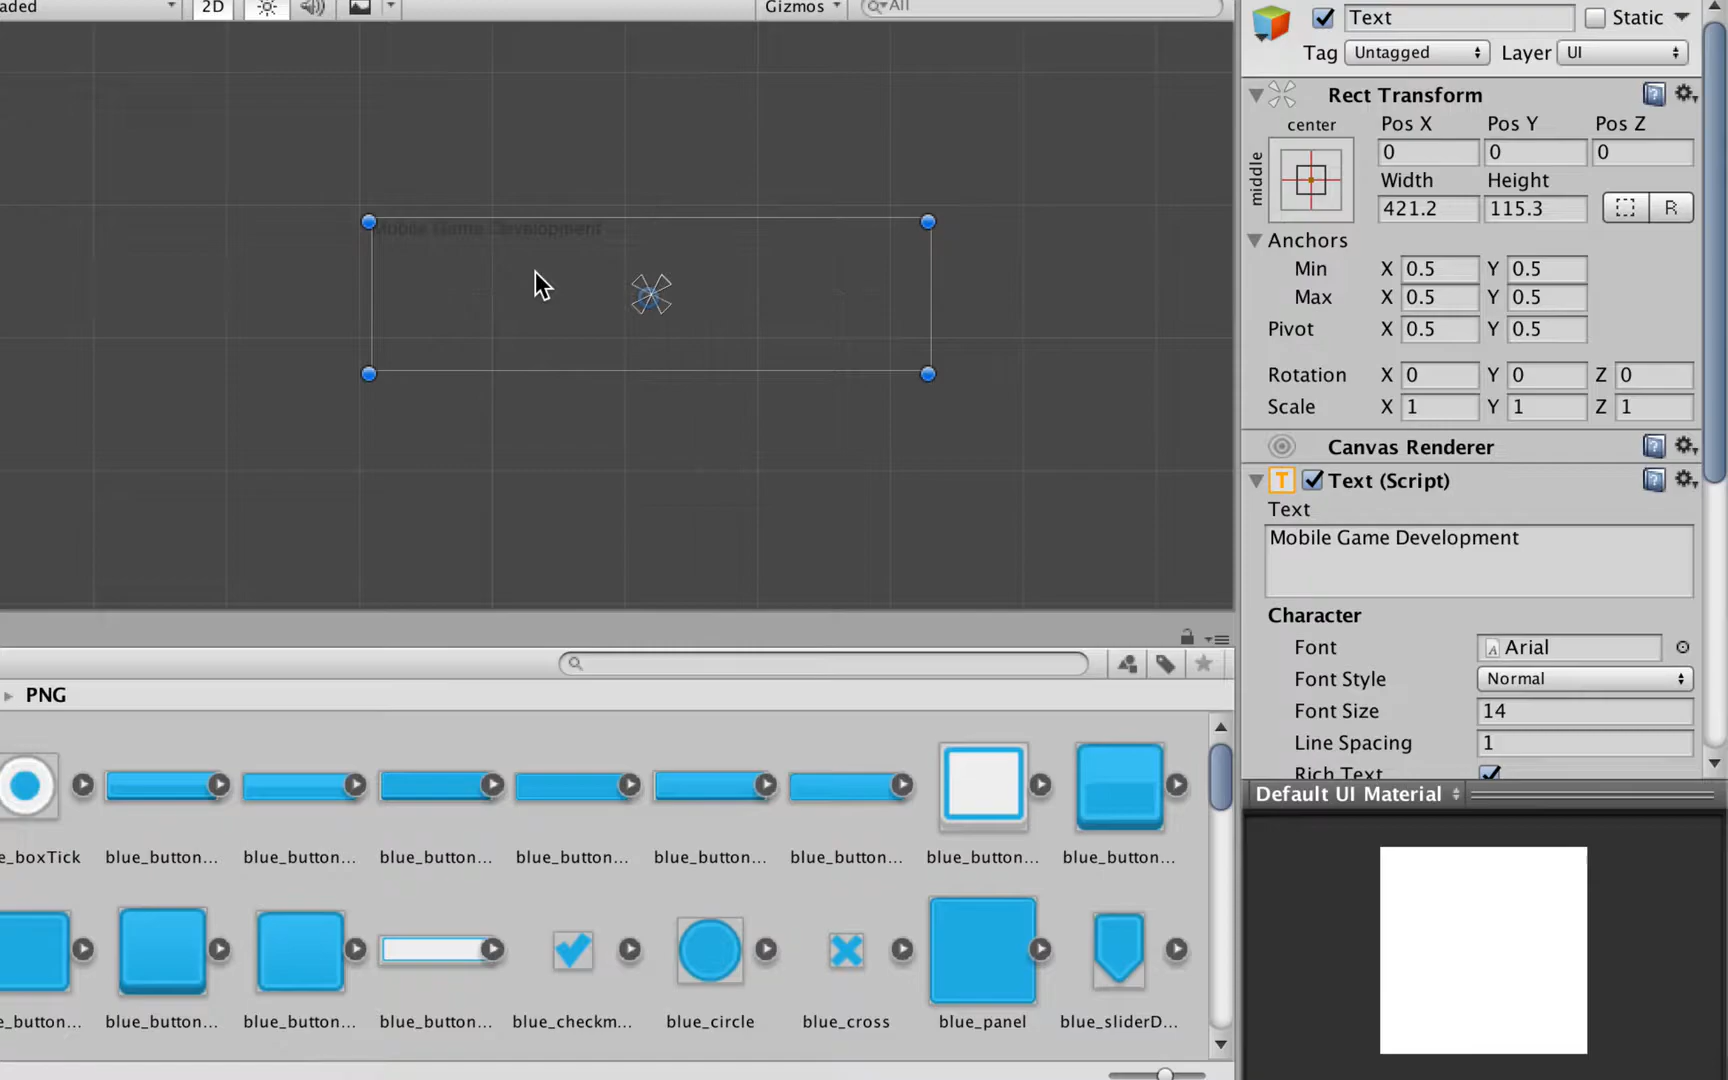 aded 2D Gizmos All
Text Static
Tag Untagged Layer UI
Rect Transform
center Pos X Pos Y Pos Z
middle 0 0 0
Width Height
421.2 115.3 R
Anchors
Min X 0.5 Y 0.5
Max X 0.5 Y 0.5
Pivot X 0.5 Y 0.5
Rotation X 0 Y 0 Z 0
Scale X 1 Y 1 Z 1
Canvas Renderer
T Text (Script)
Text
Mobile Game Development
Character
Font Arial
Font Style Normal
Font Size 14
Line Spacing 1
Rich Text
Default UI Material
Mobile Game Development
PNG
e_boxTick blue_button... blue_button... blue_button... blue_button... blue_button... blue_button... blue_button... blue_button...
e_button... blue_button... blue_button... blue_button... blue_checkm... blue_circle blue_cross blue_panel blue_sliderD...